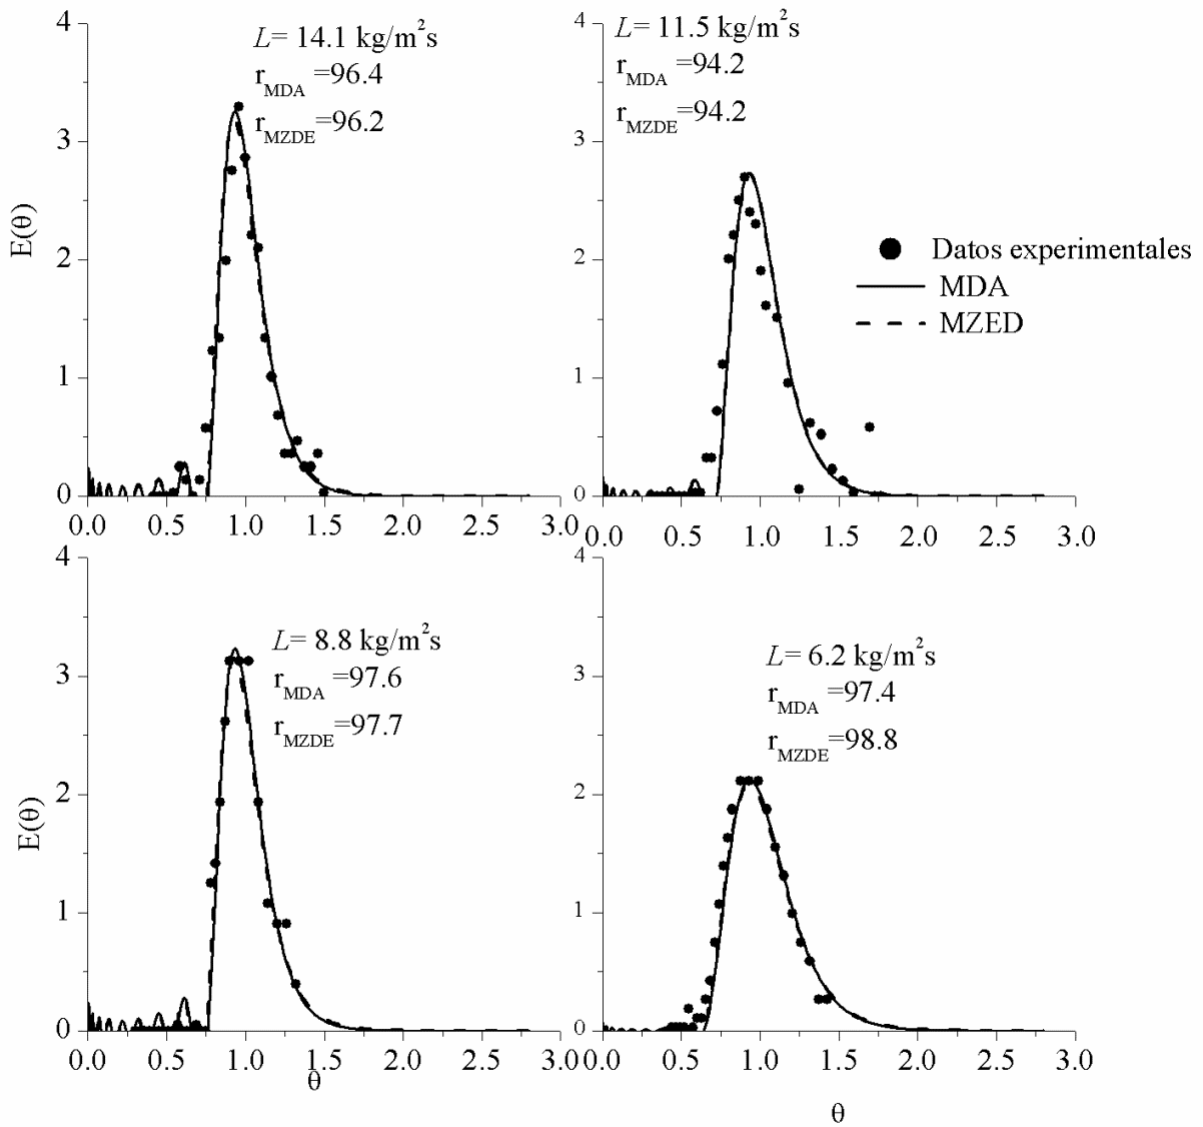 4
3
2
1
0
E(θ)
L= 14.1 kg/m²s
r_MDA =96.4
r_MZDE=96.2
0.0 0.5 1.0 1.5 2.0 2.5 3.0
4
3
2
1
0
L= 11.5 kg/m²s
r_MDA =94.2
r_MZDE=94.2
Datos experimentales
MDA
MZED
0.0 0.5 1.0 1.5 2.0 2.5 3.0
4
3
2
1
0
E(θ)
L= 8.8 kg/m²s
r_MDA =97.6
r_MZDE=97.7
0.0 0.5 1.0 1.5 2.0 2.5 3.0
θ
4
3
2
1
0
L= 6.2 kg/m²s
r_MDA =97.4
r_MZDE=98.8
0.0 0.5 1.0 1.5 2.0 2.5 3.0
θ